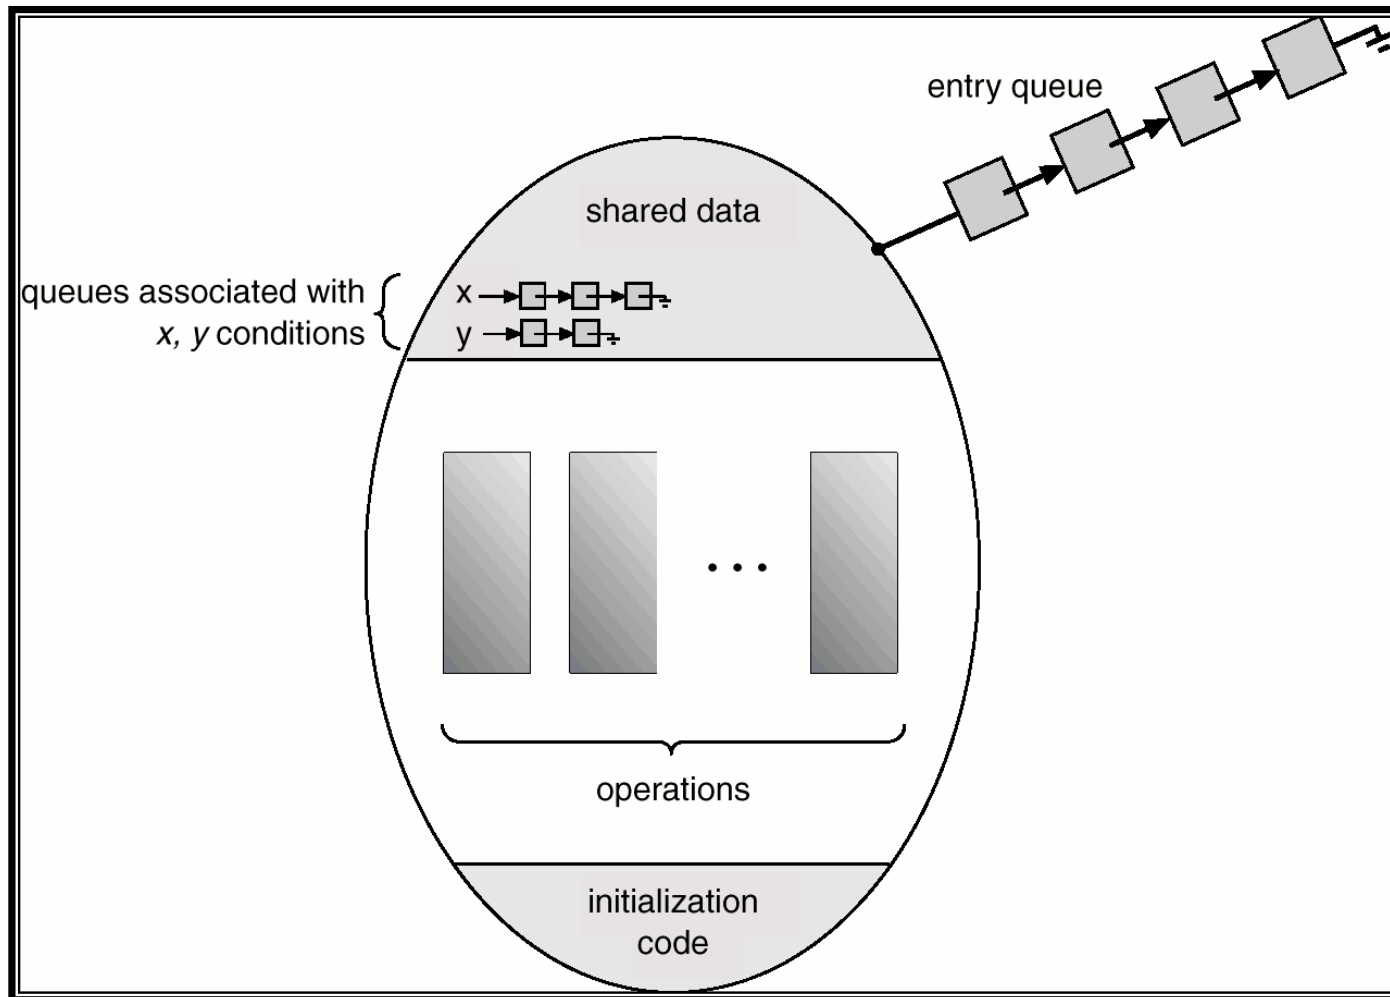 entry queue
shared data
queues associated with
x, y conditions
x
y
. . .
operations
initialization
code